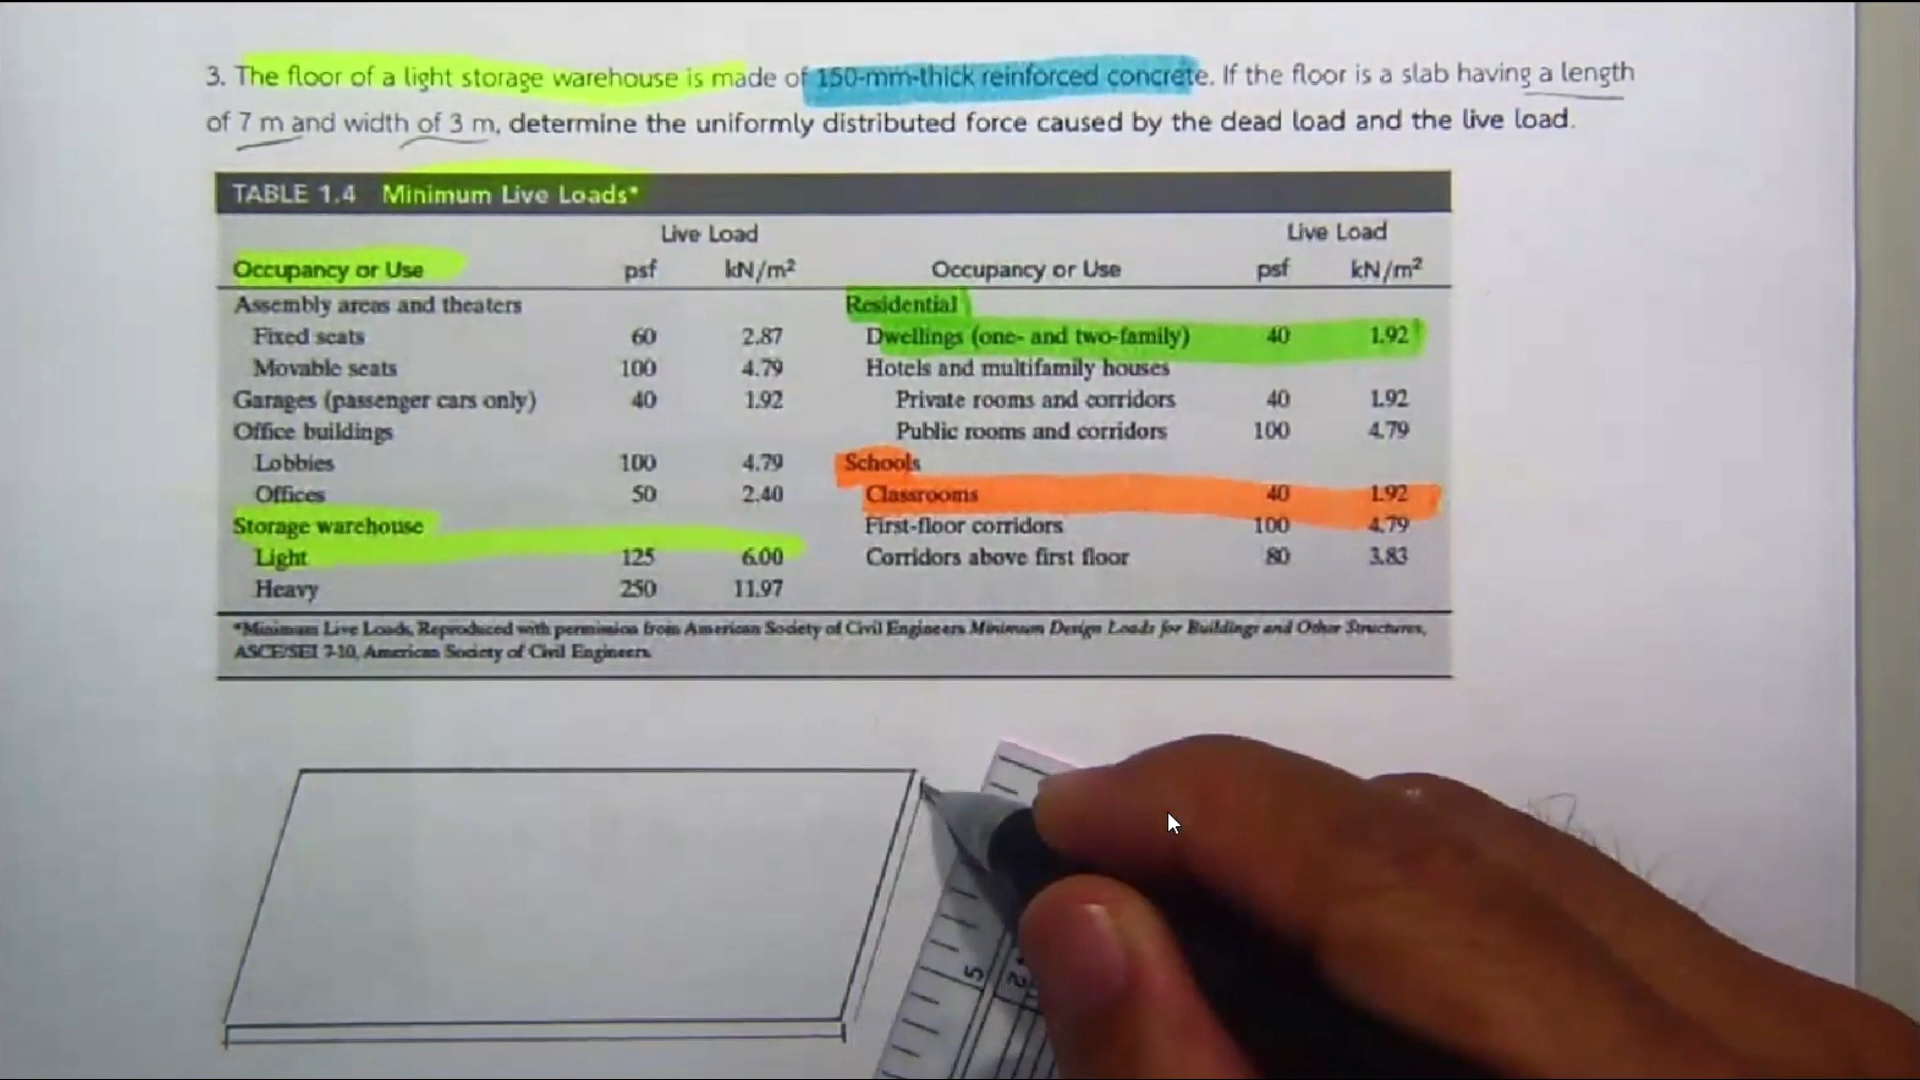 3. The floor of a light storage warehouse is made of 150-mm-thick reinforced concrete. If the floor is a slab having a length
of 7 m and width of 3 m, determine the uniformly distributed force caused by the dead load and the live load.
TABLE 1.4 Minimum Live Loads*
Live Load Live Load
Occupancy or Use psf kN/m² Occupancy or Use psf kN/m²
Assembly areas and theaters Residential
Fixed seats 60 2.87 Dwellings (one- and two-family) 40 1.92
Movable seats 100 4.79 Hotels and multifamily houses
Garages (passenger cars only) 40 1.92 Private rooms and corridors 40 1.92
Office buildings Public rooms and corridors 100 4.79
Lobbies 100 4.79 Schools
Offices 50 2.40 Classrooms 40 1.92
Storage warehouse First-floor corridors 100 4.79
Light 125 6.00 Corridors above first floor 80 3.83
Heavy 250 11.97
*Minimum Live Loads, Reproduced with permission from American Society of Civil Engineers Minimum Design Loads for Buildings and Other Structures,
ASCE/SEI 7-10, American Society of Civil Engineers.
5
2